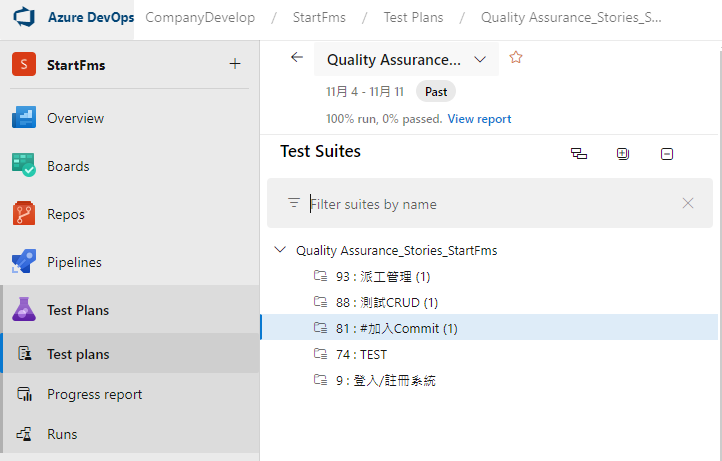 Azure DevOps CompanyDevelop / StartFms / Test Plans / Quality Assurance_Stories_S...
S StartFms +
Overview
Boards
Repos
Pipelines
Test Plans
Test plans
Progress report
Runs
Quality Assurance...
11月 4 - 11月 11 Past
100% run, 0% passed. View report
Test Suites
Filter suites by name
Quality Assurance_Stories_StartFms
93 : 派工管理 (1)
88 : 測試CRUD (1)
81 : #加入Commit (1)
74 : TEST
9 : 登入/註冊系統